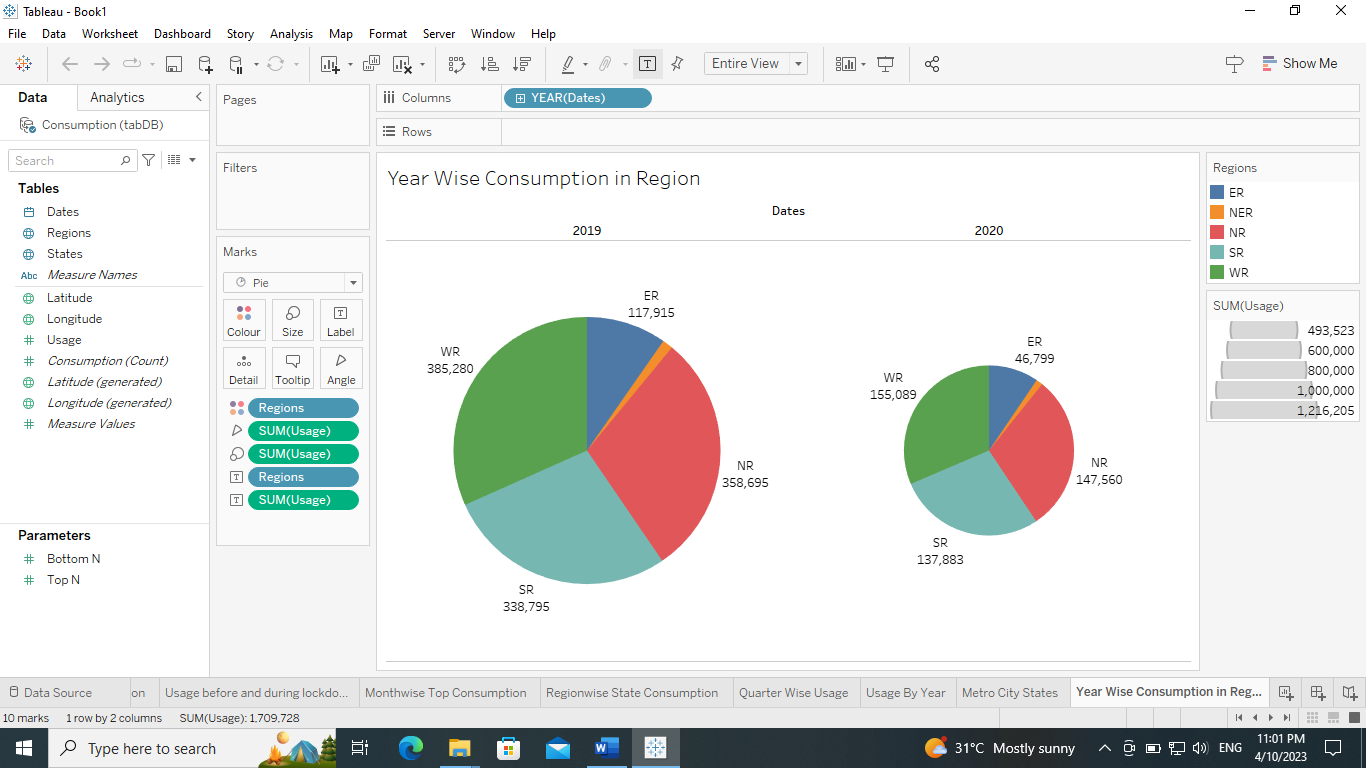 Tableau - Book1
File Data Worksheet Dashboard Story Analysis Map Format Server Window Help
Entire View
Show Me
Data Analytics
Consumption (tabDB)
Search
Tables
Dates
Regions
States
Abc Measure Names
Latitude
Longitude
Usage
Consumption (Count)
Latitude (generated)
Longitude (generated)
Measure Values
Parameters
Bottom N
Top N
Pages
Filters
Marks
Pie
Colour Size Label
Detail Tooltip Angle
Regions
SUM(Usage)
SUM(Usage)
Regions
SUM(Usage)
Columns YEAR(Dates)
Rows
Year Wise Consumption in Region
Dates
2019 2020
ER
117,915
WR
385,280
NR
358,695
SR
338,795
ER
46,799
WR
155,089
NR
147,560
SR
137,883
Regions
ER
NER
NR
SR
WR
SUM(Usage)
493,523
600,000
800,000
1,000,000
1,216,205
Data Source on Usage before and during lockdo... Monthwise Top Consumption Regionwise State Consumption Quarter Wise Usage Usage By Year Metro City States Year Wise Consumption in Reg...
10 marks 1 row by 2 columns SUM(Usage): 1,709,728
Type here to search
31°C Mostly sunny
ENG
11:01 PM
4/10/2023